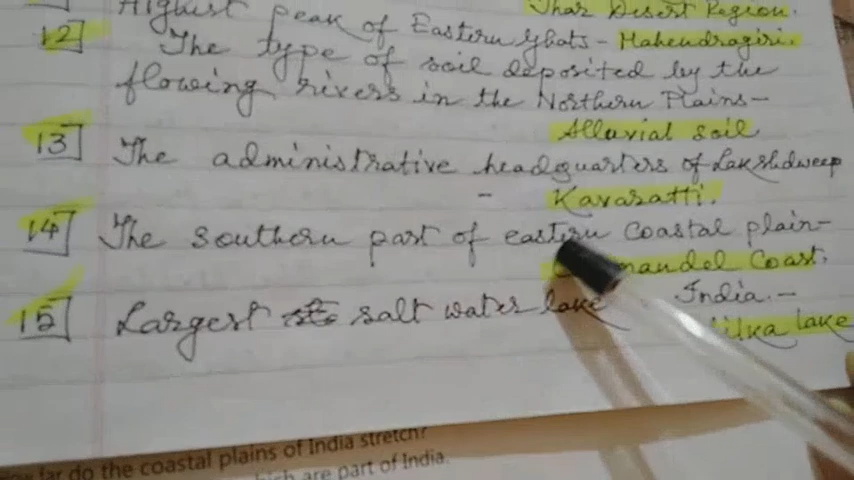 Thar Desert Region.
Highest peak of Eastern Ghats- Mahendragiri.
12 The type of soil deposited by the
flowing rivers in the Northern Plains-
Alluvial soil
13 The administrative headquarters of Lakshdweep
- Kavaratti.
14 The southern part of eastern coastal plain-
mandel Coast.
15 Largest salt water lake India.-
ilka lake
far do the coastal plains of India stretch?
are part of India.